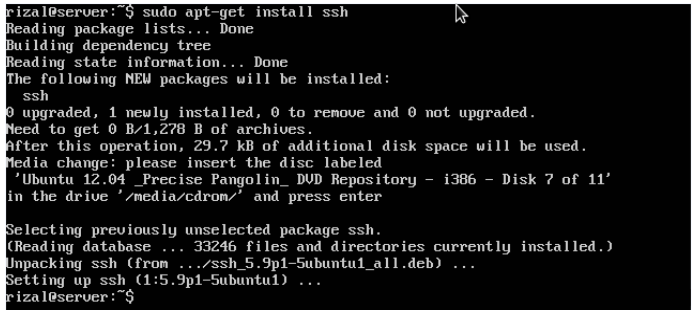 rizal@server:~$ sudo apt-get install ssh
Reading package lists... Done
Building dependency tree
Reading state information... Done
The following NEW packages will be installed:
  ssh
0 upgraded, 1 newly installed, 0 to remove and 0 not upgraded.
Need to get 0 B/1,278 B of archives.
After this operation, 29.7 kB of additional disk space will be used.
Media change: please insert the disc labeled
 'Ubuntu 12.04 _Precise Pangolin_ DVD Repository - i386 - Disk 7 of 11'
in the drive '/media/cdrom/' and press enter

Selecting previously unselected package ssh.
(Reading database ... 33246 files and directories currently installed.)
Unpacking ssh (from .../ssh_5.9p1-5ubuntu1_all.deb) ...
Setting up ssh (1:5.9p1-5ubuntu1) ...
rizal@server:~$